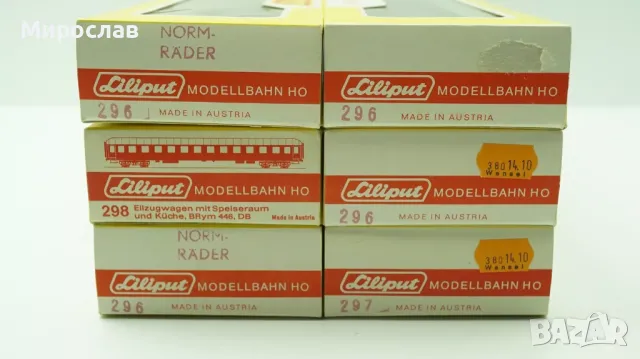 Мирослав
NORM-
RÄDER
Liliput MODELLBAHN HO
296 MADE IN AUSTRIA
Liliput MODELLBAHN HO
296 MADE IN AUSTRIA
Liliput MODELLBAHN HO
298 Eilzugwagen mit Speiseraum
und Küche, BRym 446, DB Made in Austria
380 14.10
Wensel
Liliput MODELLBAHN HO
296 MADE IN AUSTRIA
NORM-
RÄDER
Liliput MODELLBAHN HO
296 MADE IN AUSTRIA
380 14.10
Wensel
Liliput MODELLBAHN HO
297 MADE IN AUSTRIA
BAZAR